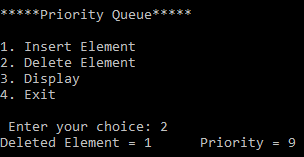 *****Priority Queue*****
1. Insert Element
2. Delete Element
3. Display
4. Exit
Enter your choice: 2
Deleted Element = 1 Priority = 9